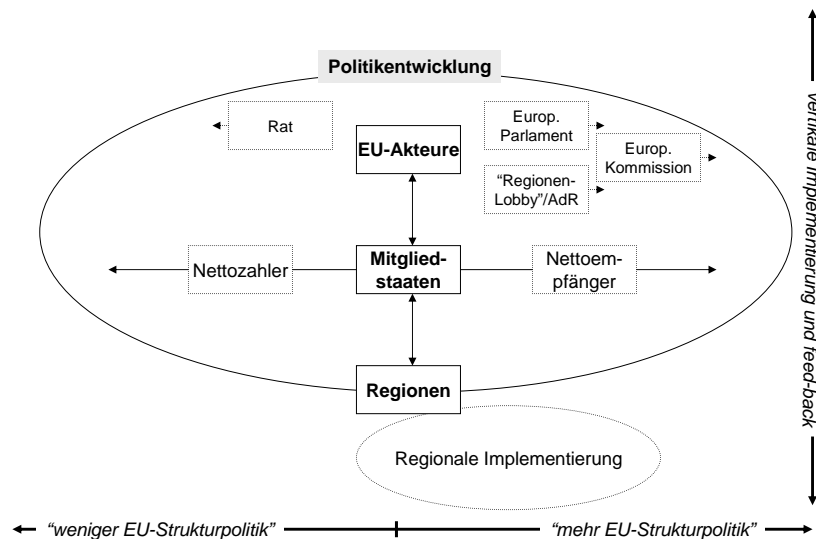 Politikentwicklung
Rat
EU-Akteure
Europ.
Parlament
Europ.
Kommission
“Regionen-
Lobby”/AdR
Nettozahler
Mitglied-
staaten
Nettoem-
pfänger
Regionen
Regionale Implementierung
vertikale Implementierung und feed-back
“weniger EU-Strukturpolitik”
“mehr EU-Strukturpolitik”